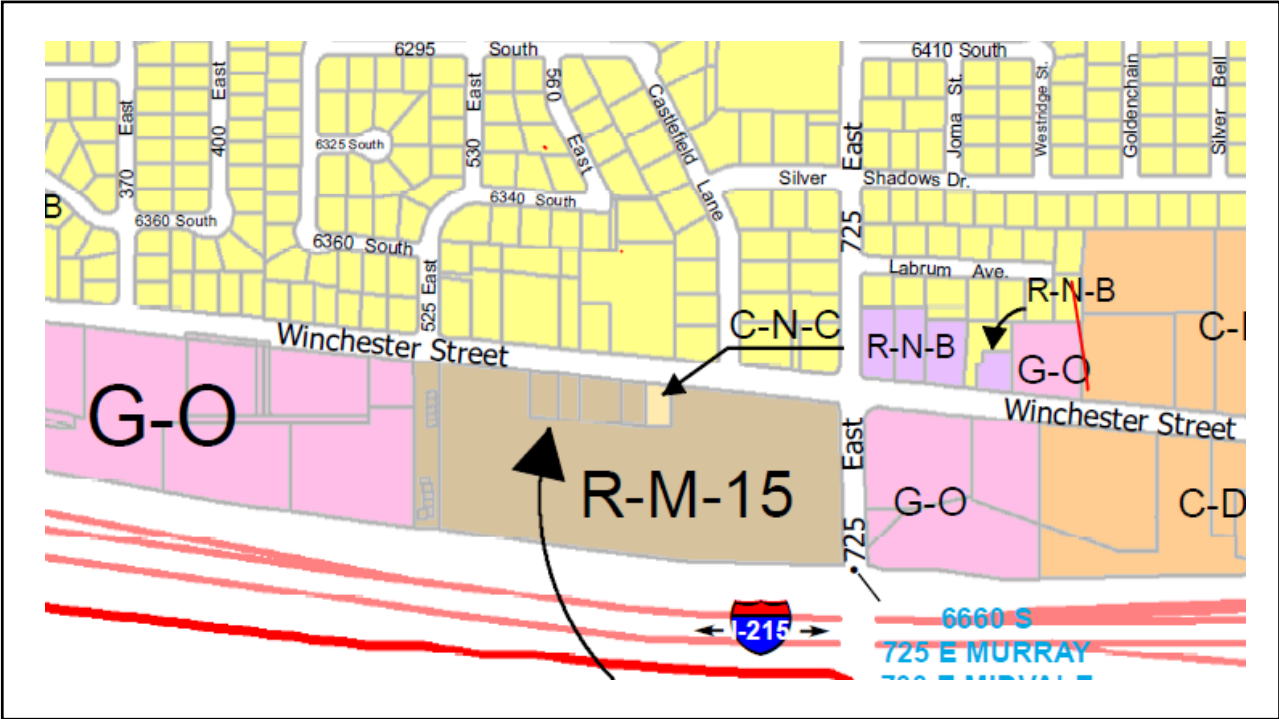 6295 South
6410 South
370 East
400 East
530 East
560 East
Castlefield Lane
725 East
Joma St.
Westridge St.
Goldenchain
Silver Bell
6325 South
Silver Shadows Dr.
B
6360 South
6340 South
6360 South
525 East
Labrum Ave.
R-N-B
C-N-C
R-N-B
G-O
Winchester Street
G-O
Winchester Street
R-M-15
725 East
G-O
C-D
I-215
6660 S
725 E MURRAY